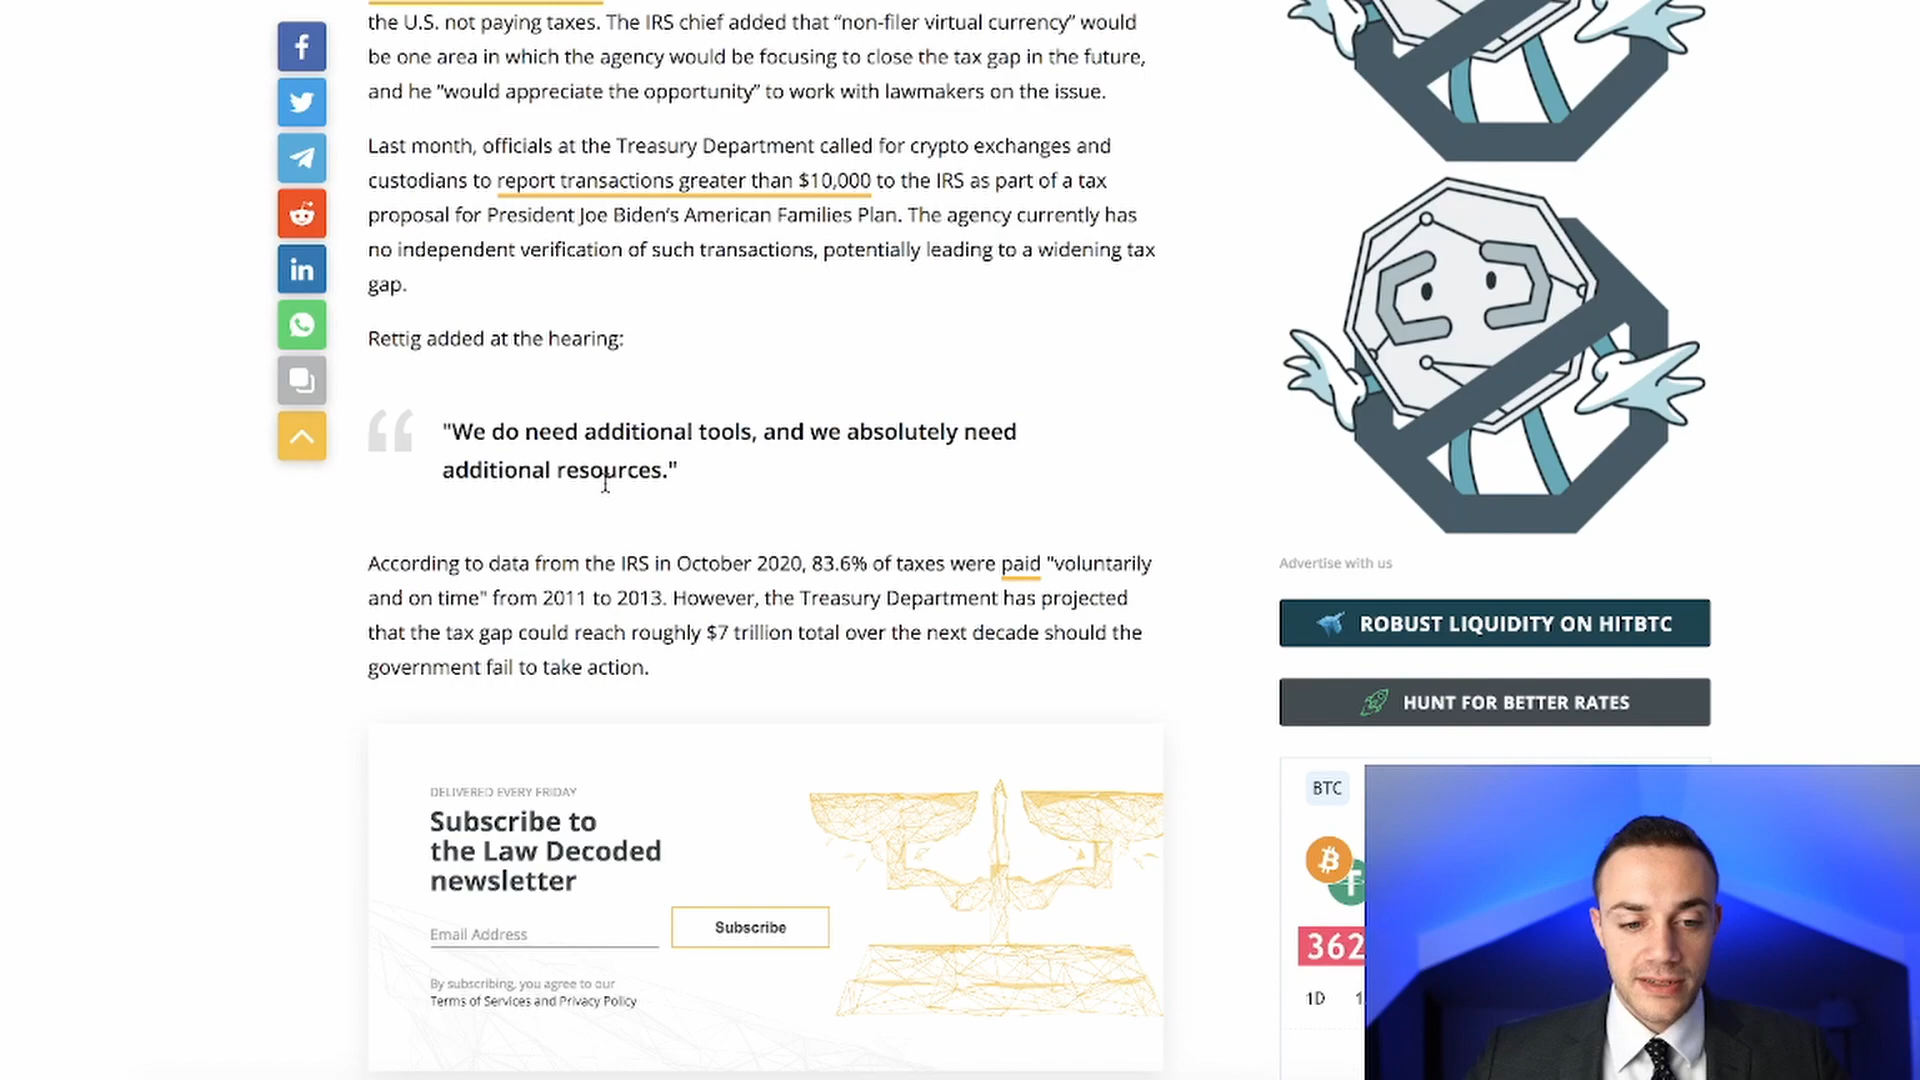 the U.S. not paying taxes. The IRS chief added that “non-filer virtual currency” would
be one area in which the agency would be focusing to close the tax gap in the future,
and he “would appreciate the opportunity” to work with lawmakers on the issue.
Last month, officials at the Treasury Department called for crypto exchanges and
custodians to report transactions greater than $10,000 to the IRS as part of a tax
proposal for President Joe Biden’s American Families Plan. The agency currently has
no independent verification of such transactions, potentially leading to a widening tax
gap.
Rettig added at the hearing:
"We do need additional tools, and we absolutely need
additional resources."
According to data from the IRS in October 2020, 83.6% of taxes were paid "voluntarily
and on time" from 2011 to 2013. However, the Treasury Department has projected
that the tax gap could reach roughly $7 trillion total over the next decade should the
government fail to take action.
DELIVERED EVERY FRIDAY
Subscribe to
the Law Decoded
newsletter
Email Address
Subscribe
By subscribing, you agree to our
Terms of Services and Privacy Policy
Advertise with us
ROBUST LIQUIDITY ON HITBTC
HUNT FOR BETTER RATES
BTC
362
1D 1